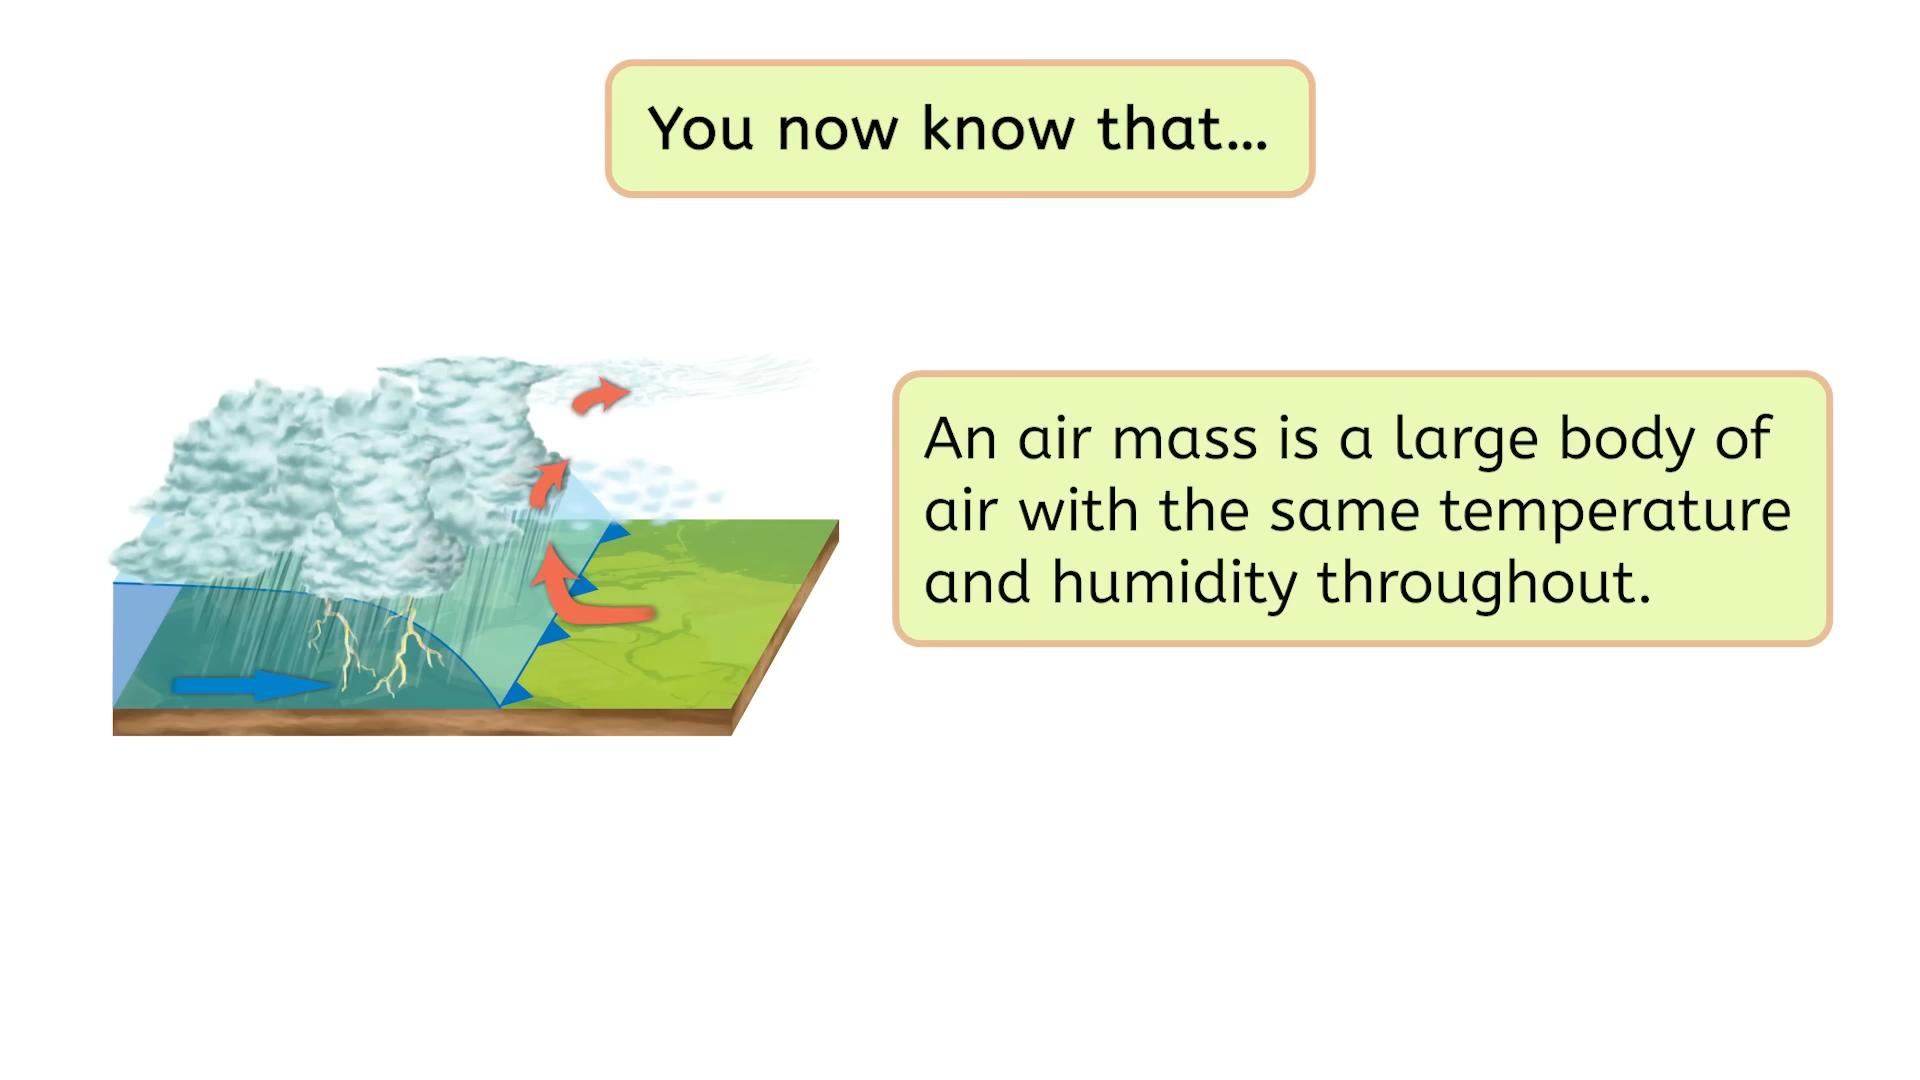 You now know that...
An air mass is a large body of
air with the same temperature
and humidity throughout.